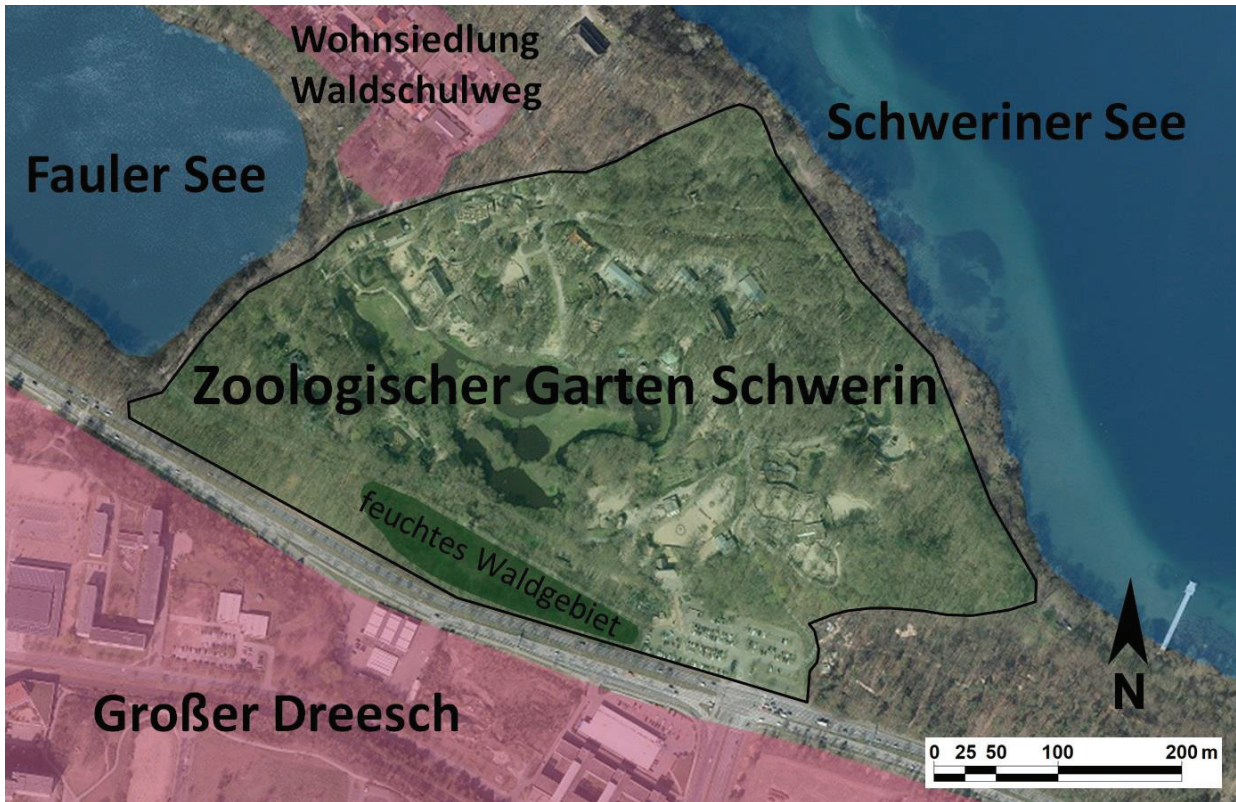 Wohnsiedlung
Waldschulweg
Schweriner See
Fauler See
Zoologischer Garten Schwerin
feuchtes Waldgebiet
Großer Dreesch
N
0 25 50 100 200 m